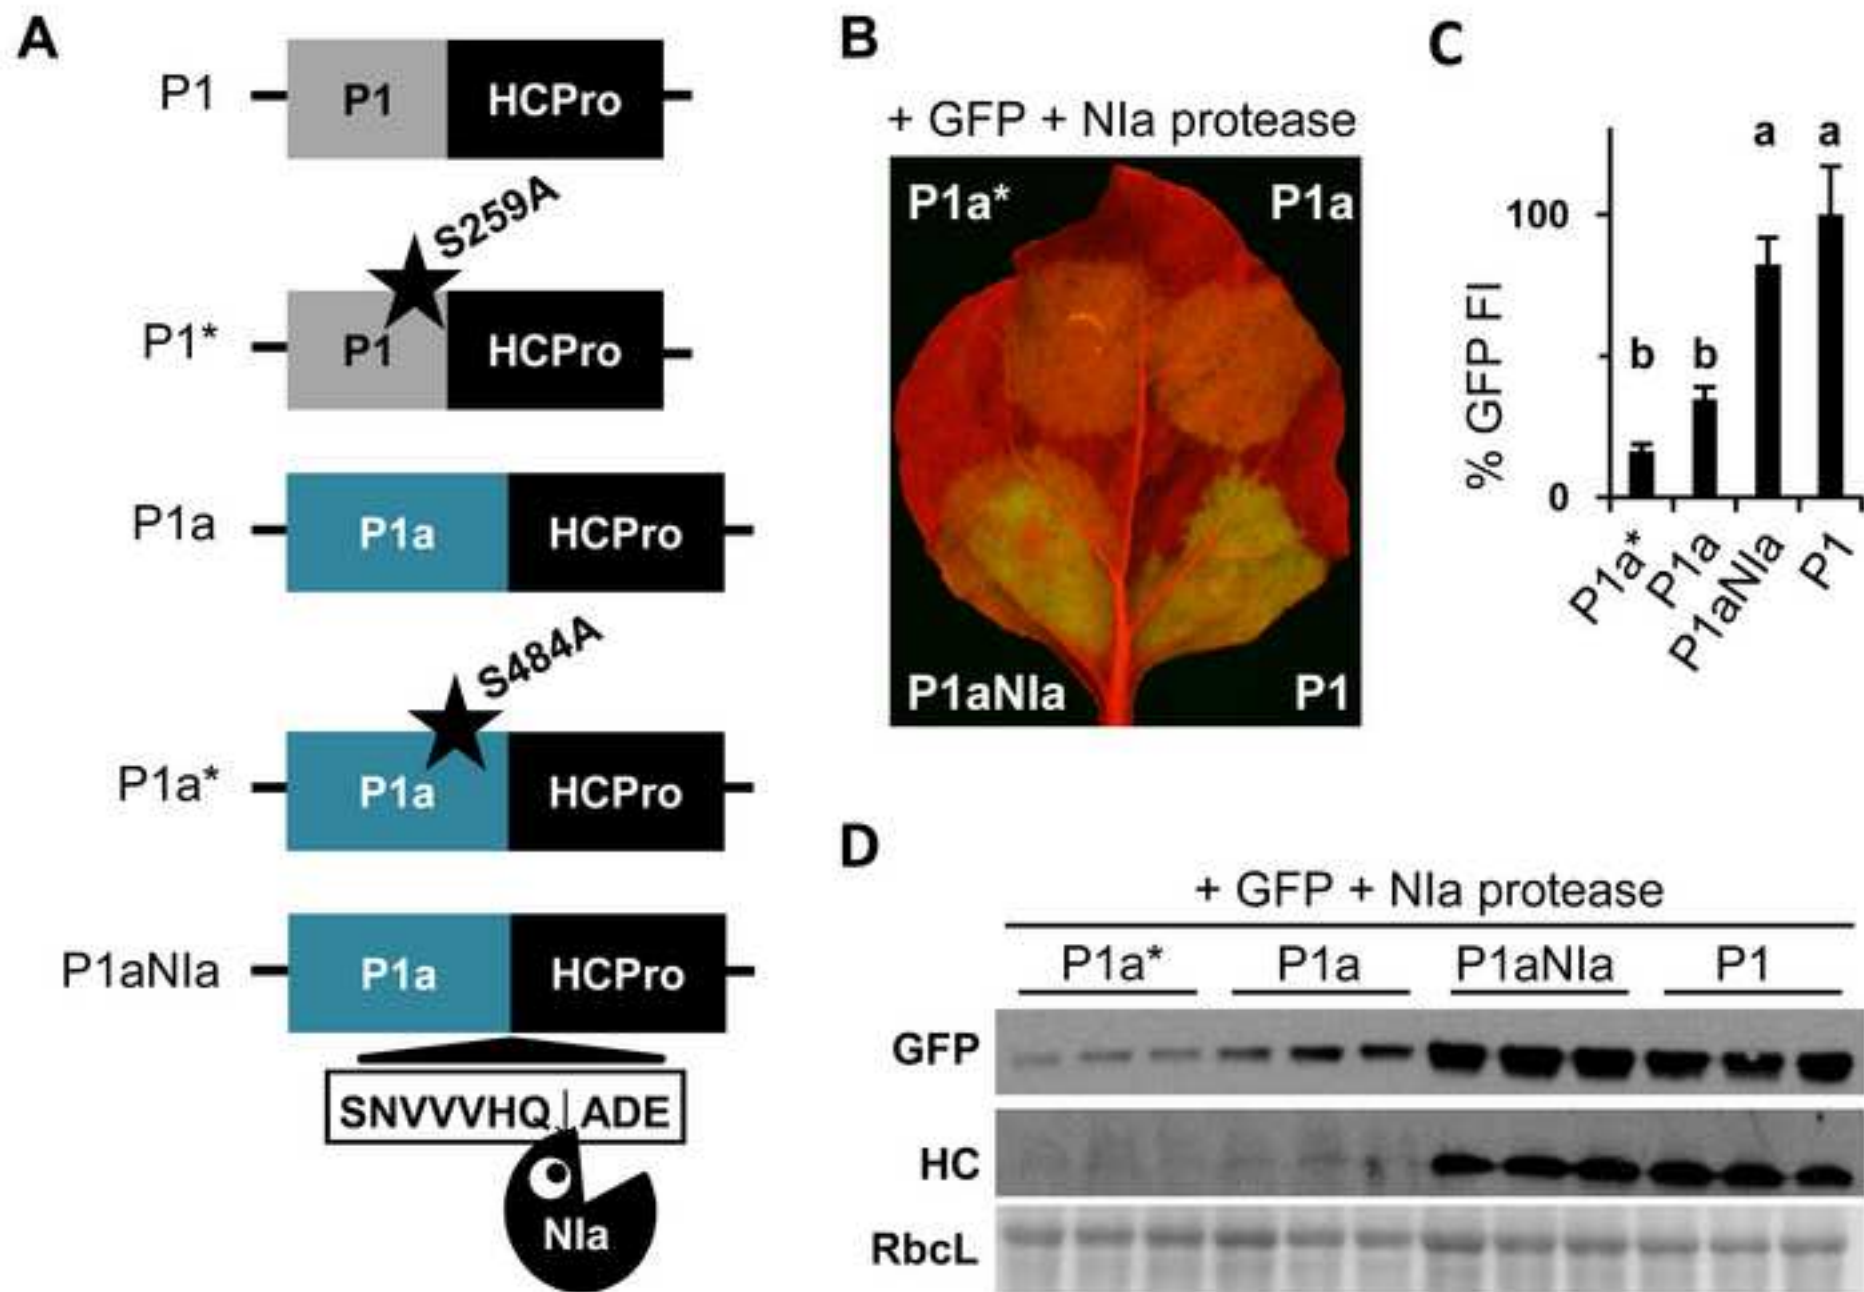 A
P1
P1 HCPro
S259A
P1*
P1 HCPro
P1a
P1a HCPro
S484A
P1a*
P1a HCPro
P1aNIa
P1a HCPro
SNVVVHQ|ADE
NIa
B
+ GFP + NIa protease
P1a* P1a
P1aNIa P1
C
% GFP FI
100
0
b b a a
P1a* P1a P1aNIa P1
D
+ GFP + NIa protease
P1a* P1a P1aNIa P1
GFP
HC
RbcL